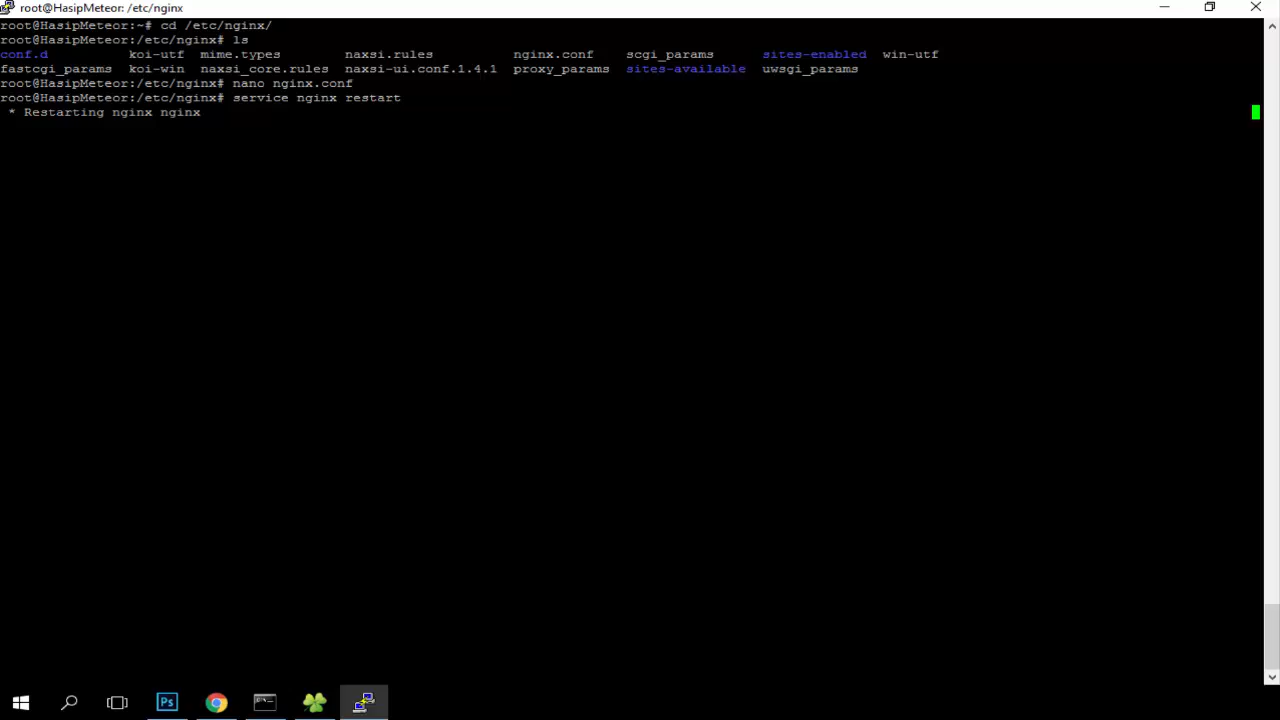 root@HasipMeteor: /etc/nginx
root@HasipMeteor:~# cd /etc/nginx/
root@HasipMeteor:/etc/nginx# ls
conf.d koi-utf mime.types naxsi.rules nginx.conf scgi_params sites-enabled win-utf
fastcgi_params koi-win naxsi_core.rules naxsi-ui.conf.1.4.1 proxy_params sites-available uwsgi_params
root@HasipMeteor:/etc/nginx# nano nginx.conf
root@HasipMeteor:/etc/nginx# service nginx restart
* Restarting nginx nginx
Ps